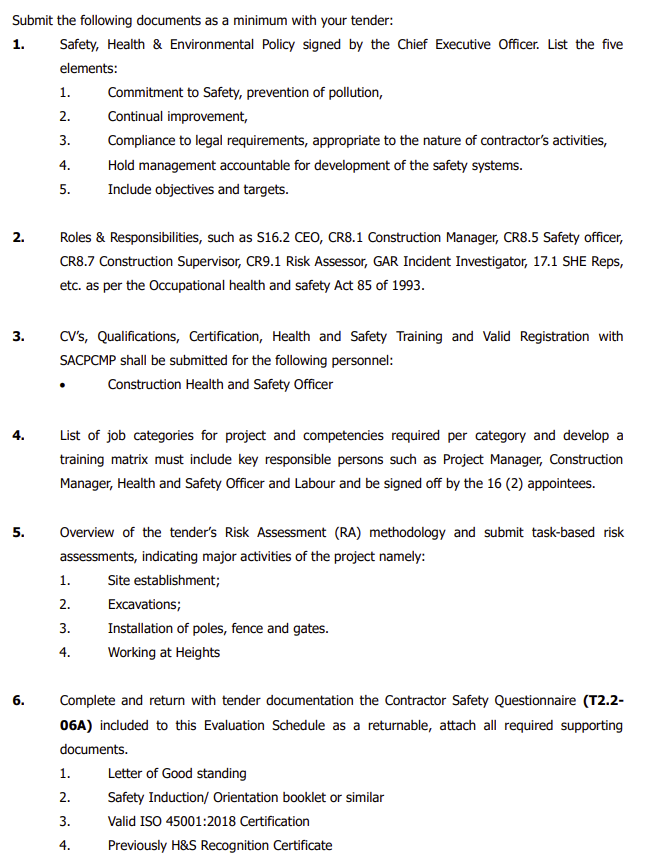 Submit the following documents as a minimum with your tender:
1. Safety, Health & Environmental Policy signed by the Chief Executive Officer. List the five
elements:
1. Commitment to Safety, prevention of pollution,
2. Continual improvement,
3. Compliance to legal requirements, appropriate to the nature of contractor's activities,
4. Hold management accountable for development of the safety systems.
5. Include objectives and targets.
2. Roles & Responsibilities, such as S16.2 CEO, CR8.1 Construction Manager, CR8.5 Safety officer,
CR8.7 Construction Supervisor, CR9.1 Risk Assessor, GAR Incident Investigator, 17.1 SHE Reps,
etc. as per the Occupational health and safety Act 85 of 1993.
3. CV's, Qualifications, Certification, Health and Safety Training and Valid Registration with
SACPCMP shall be submitted for the following personnel:
• Construction Health and Safety Officer
4. List of job categories for project and competencies required per category and develop a
training matrix must include key responsible persons such as Project Manager, Construction
Manager, Health and Safety Officer and Labour and be signed off by the 16 (2) appointees.
5. Overview of the tender's Risk Assessment (RA) methodology and submit task-based risk
assessments, indicating major activities of the project namely:
1. Site establishment;
2. Excavations;
3. Installation of poles, fence and gates.
4. Working at Heights
6. Complete and return with tender documentation the Contractor Safety Questionnaire (T2.2-
06A) included to this Evaluation Schedule as a returnable, attach all required supporting
documents.
1. Letter of Good standing
2. Safety Induction/ Orientation booklet or similar
3. Valid ISO 45001:2018 Certification
4. Previously H&S Recognition Certificate